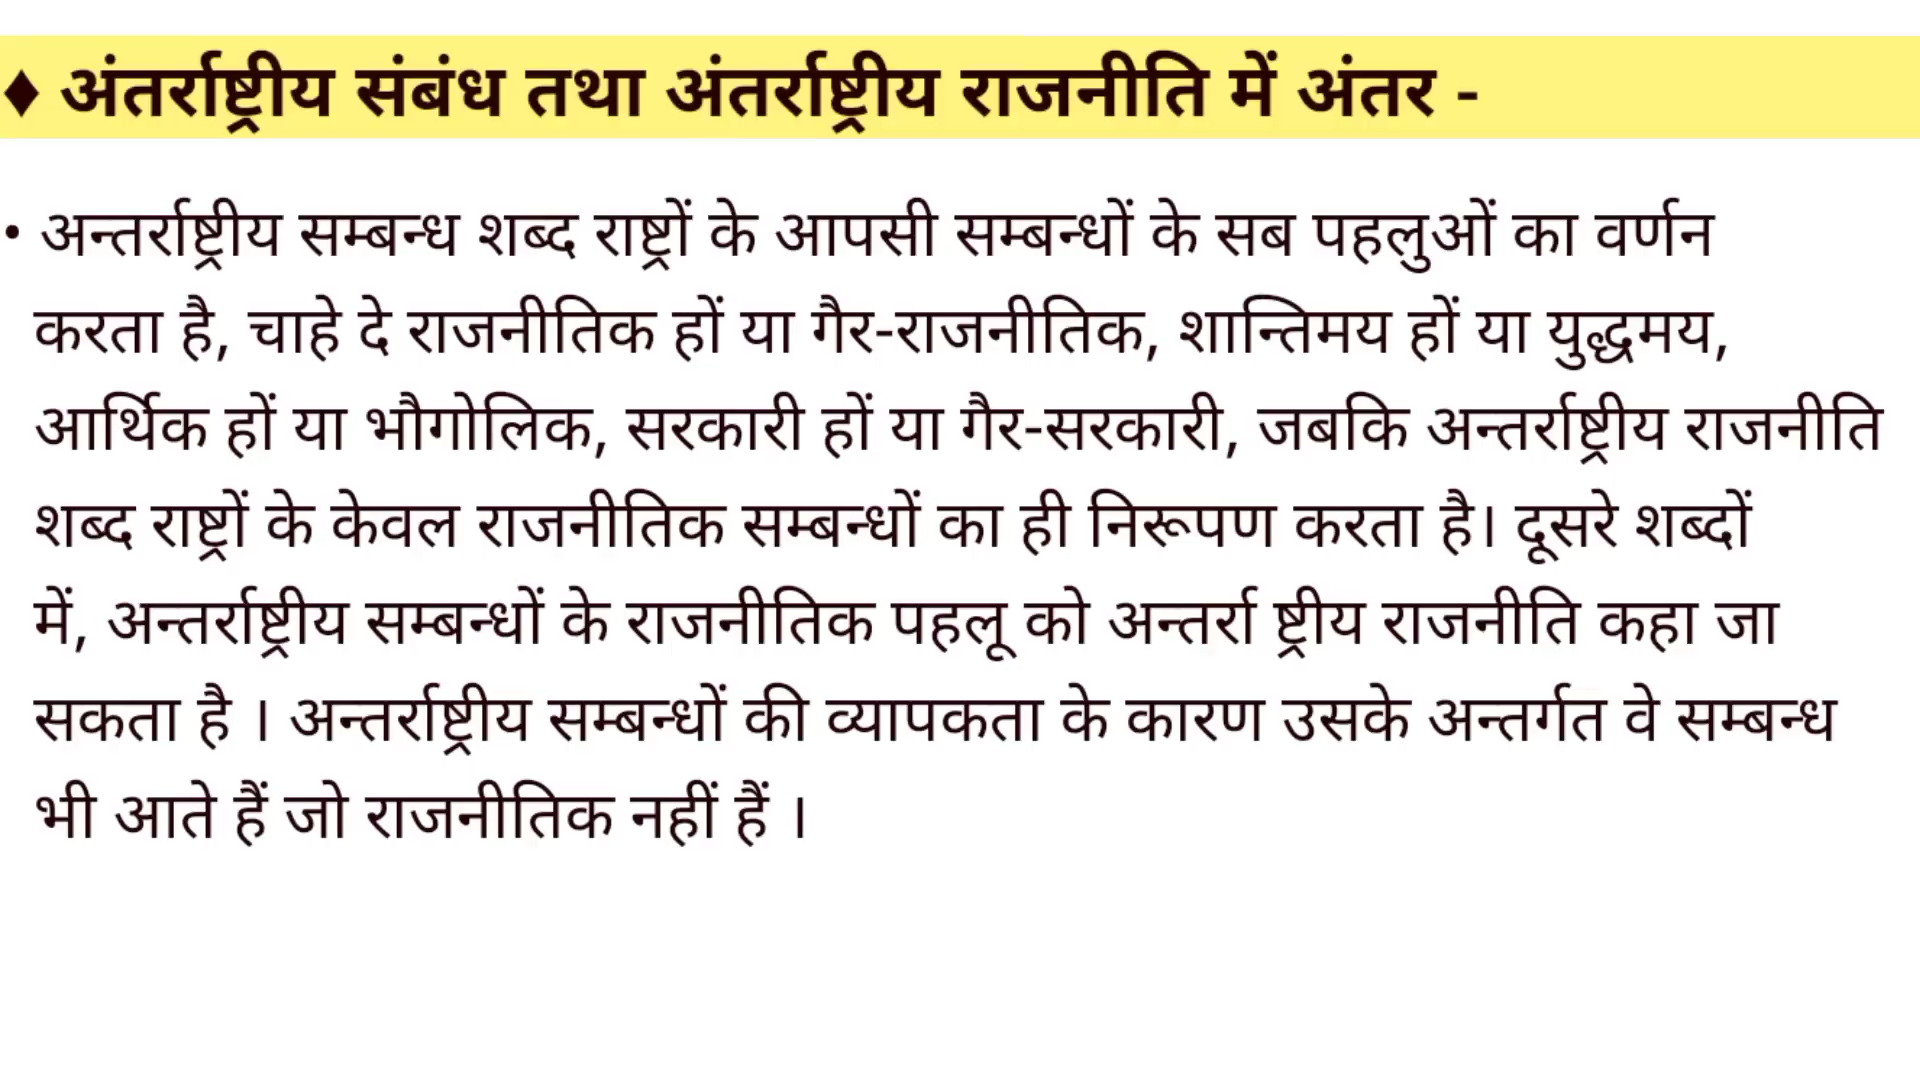 ♦ अंतर्राष्ट्रीय संबंध तथा अंतर्राष्ट्रीय राजनीति में अंतर -
• अन्तर्राष्ट्रीय सम्बन्ध शब्द राष्ट्रों के आपसी सम्बन्धों के सब पहलुओं का वर्णन
करता है, चाहे दे राजनीतिक हों या गैर-राजनीतिक, शान्तिमय हों या युद्धमय,
आर्थिक हों या भौगोलिक, सरकारी हों या गैर-सरकारी, जबकि अन्तर्राष्ट्रीय राजनीति
शब्द राष्ट्रों के केवल राजनीतिक सम्बन्धों का ही निरूपण करता है। दूसरे शब्दों
में, अन्तर्राष्ट्रीय सम्बन्धों के राजनीतिक पहलू को अन्तर्रा ष्ट्रीय राजनीति कहा जा
सकता है । अन्तर्राष्ट्रीय सम्बन्धों की व्यापकता के कारण उसके अन्तर्गत वे सम्बन्ध
भी आते हैं जो राजनीतिक नहीं हैं ।